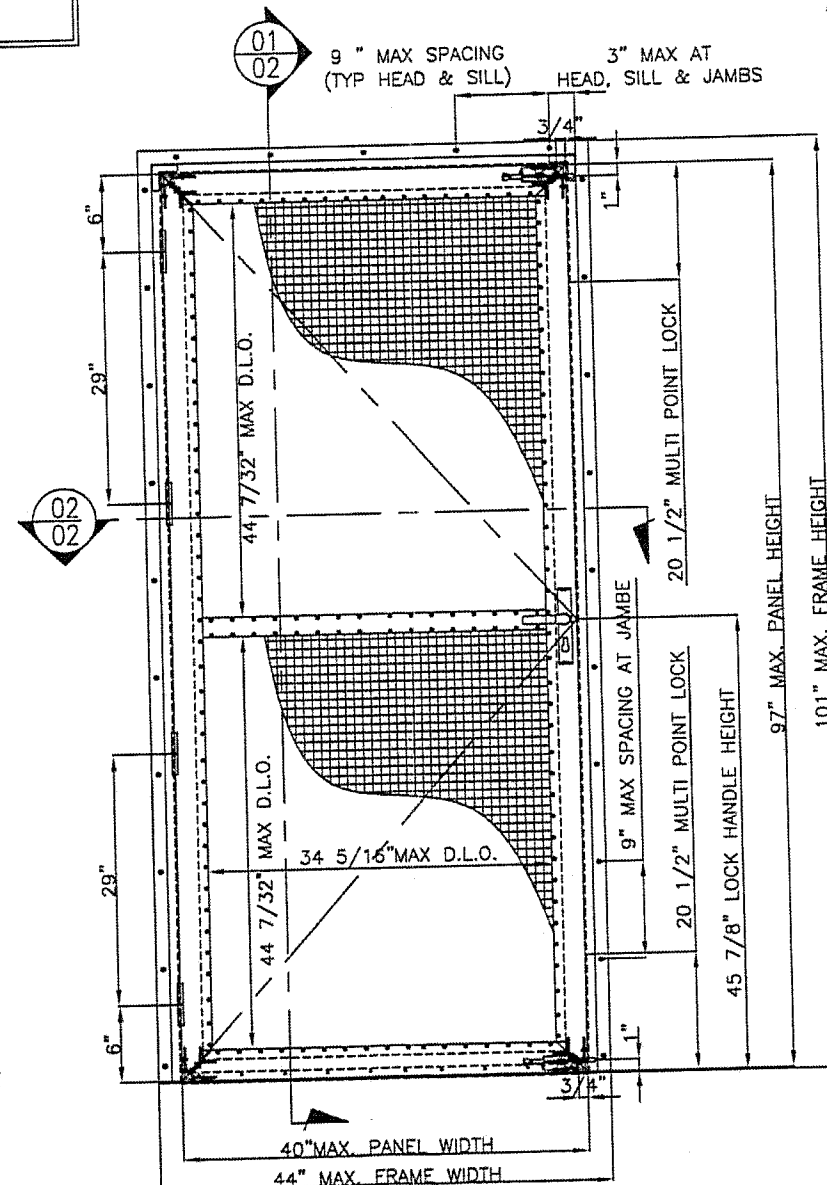 01
02
9 " MAX SPACING
(TYP HEAD & SILL)
3" MAX AT
HEAD, SILL & JAMBS
3/4"
6"
1"
29"
44 7/32" MAX D.L.O.
20 1/2" MULTI POINT LOCK
02
02
97" MAX. PANEL HEIGHT
101" MAX. FRAME HEIGHT
9" MAX SPACING AT JAMBE
20 1/2" MULTI POINT LOCK
45 7/8" LOCK HANDLE HEIGHT
34 5/16"MAX D.L.O.
44 7/32" MAX D.L.O.
29"
6"
1"
3/4"
40"MAX. PANEL WIDTH
44" MAX. FRAME WIDTH